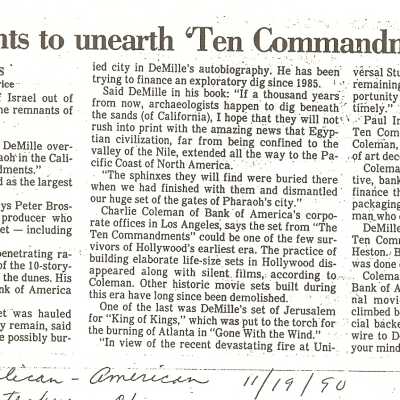 nts to unearth 'Ten Commandm
S
rice
f Israel out of
he remnants of
DeMille over-
aoh in the Cali-
dments."
d as the largest
ys Peter Bros-
producer who
et — including
penetrating ra-
of the 10-story-
the dunes. His
nk of America
et was hauled
y remain, said
e possibly bur-
ied city in DeMille's autobiography. He has been
trying to finance an exploratory dig since 1985.
Said DeMille in his book: "If a thousand years
from now, archaeologists happen to dig beneath
the sands (of California), I hope that they will not
rush into print with the amazing news that Egyp-
tian civilization, far from being confined to the
valley of the Nile, extended all the way to the Pa-
cific Coast of North America.
"The sphinxes they will find were buried there
when we had finished with them and dismantled
our huge set of the gates of Pharaoh's city."
Charlie Coleman of Bank of America's corpo-
rate offices in Los Angeles, says the set from "The
Ten Commandments" could be one of the few sur-
vivors of Hollywood's earliest era. The practice of
building elaborate life-size sets in Hollywood dis-
appeared along with silent films, according to
Coleman. Other historic movie sets built during
this era have long since been demolished.
One of the last was DeMille's set of Jerusalem
for "King of Kings," which was put to the torch for
the burning of Atlanta in "Gone With the Wind."
"In view of the recent devastating fire at Uni-
versal Stu
remaining
portunity
timely."
Paul In
Ten Comm
Coleman,
of art deco
Colema
tive, bank
finance th
packaging
man who
DeMille
Ten Comm
Heston. B
was done
Colema
Bank of A
nal movi
climbed b
cial backe
wire to De
your mind
American 11/19/90